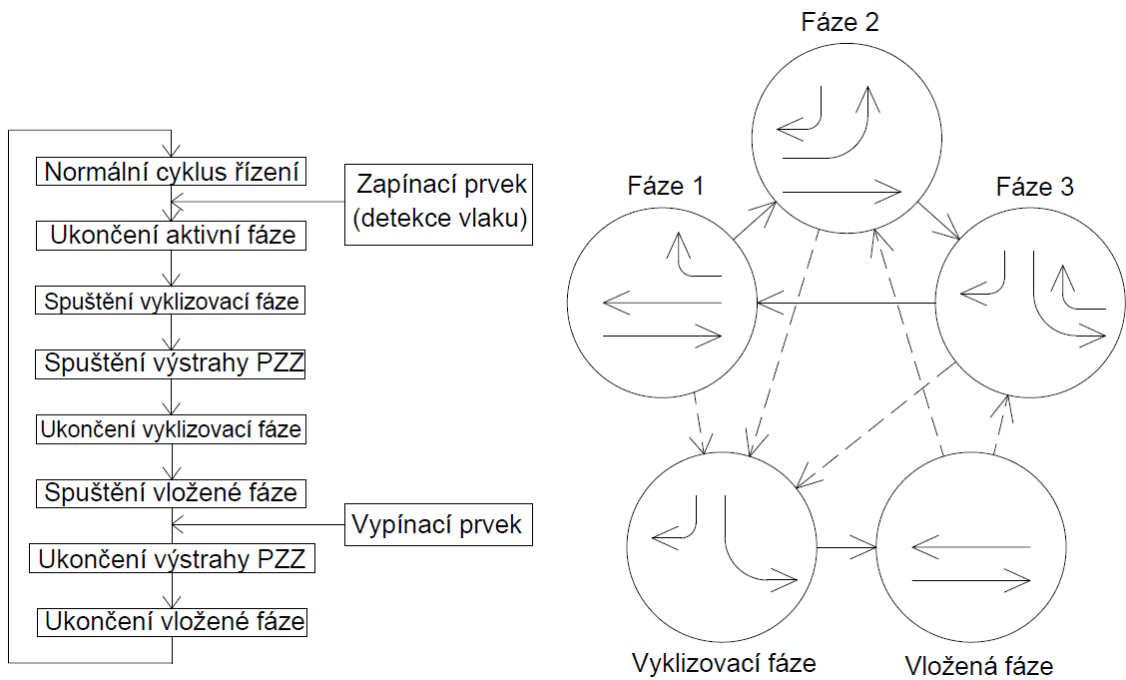 Normální cyklus řízení
Zapínací prvek
(detekce vlaku)
Ukončení aktivní fáze
Spuštění vyklizovací fáze
Spuštění výstrahy PZZ
Ukončení vyklizovací fáze
Spuštění vložené fáze
Vypínací prvek
Ukončení výstrahy PZZ
Ukončení vložené fáze
Fáze 2
Fáze 1
Fáze 3
Vyklizovací fáze
Vložená fáze